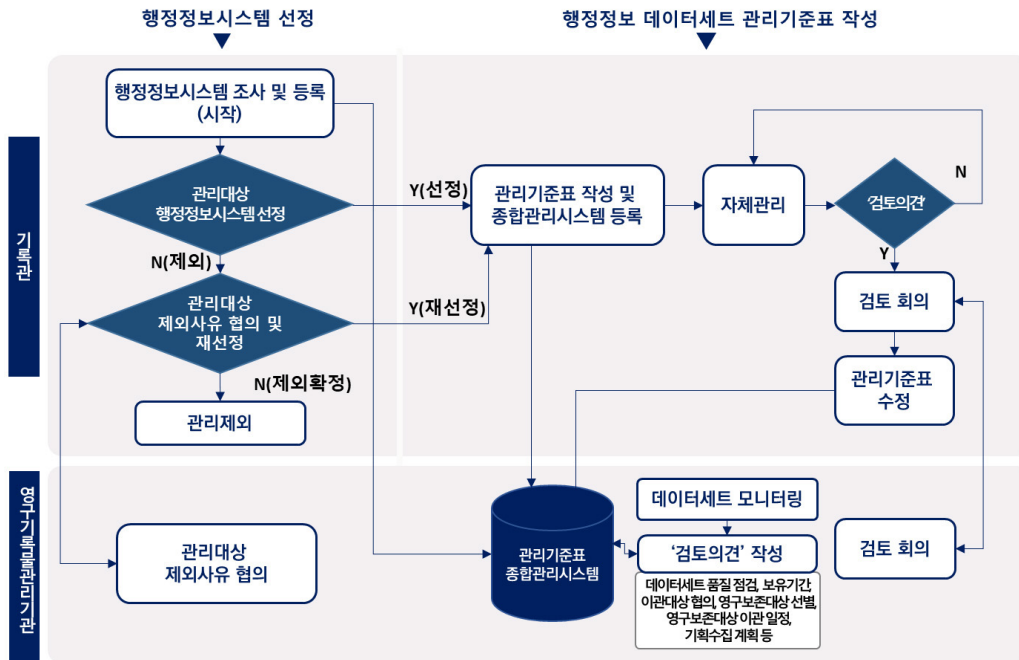 행정정보시스템 선정
행정정보 데이터세트 관리기준표 작성
기록관
행정정보시스템 조사 및 등록
(시작)
관리대상
행정정보시스템 선정
Y(선정)
N(제외)
관리대상
제외사유 협의 및
재선정
Y(재선정)
N(제외확정)
관리제외
관리기준표 작성 및
종합관리시스템 등록
자체관리
'검토의견'
N
Y
검토 회의
관리기준표
수정
영구기록물관리기관
관리대상
제외사유 협의
관리기준표
종합관리시스템
데이터세트 모니터링
‘검토의견’ 작성
데이터세트 품질 점검, 보유기간,
이관대상 협의, 영구보존대상 선별,
영구보존대상 이관 일정,
기획수집 계획 등
검토 회의